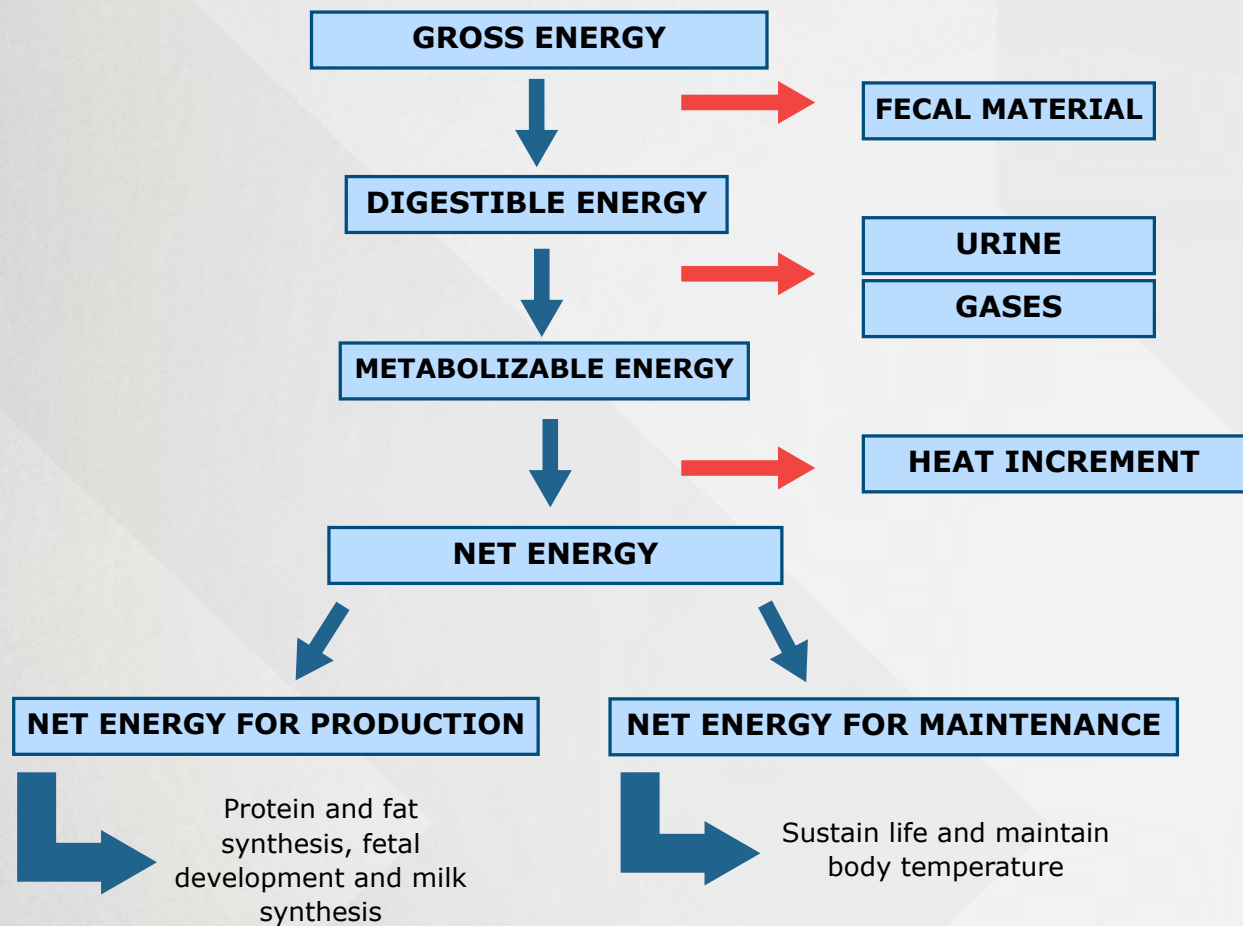 GROSS ENERGY
FECAL MATERIAL
DIGESTIBLE ENERGY
URINE
GASES
METABOLIZABLE ENERGY
HEAT INCREMENT
NET ENERGY
NET ENERGY FOR PRODUCTION
NET ENERGY FOR MAINTENANCE
Protein and fat
synthesis, fetal
development and milk
synthesis
Sustain life and maintain
body temperature